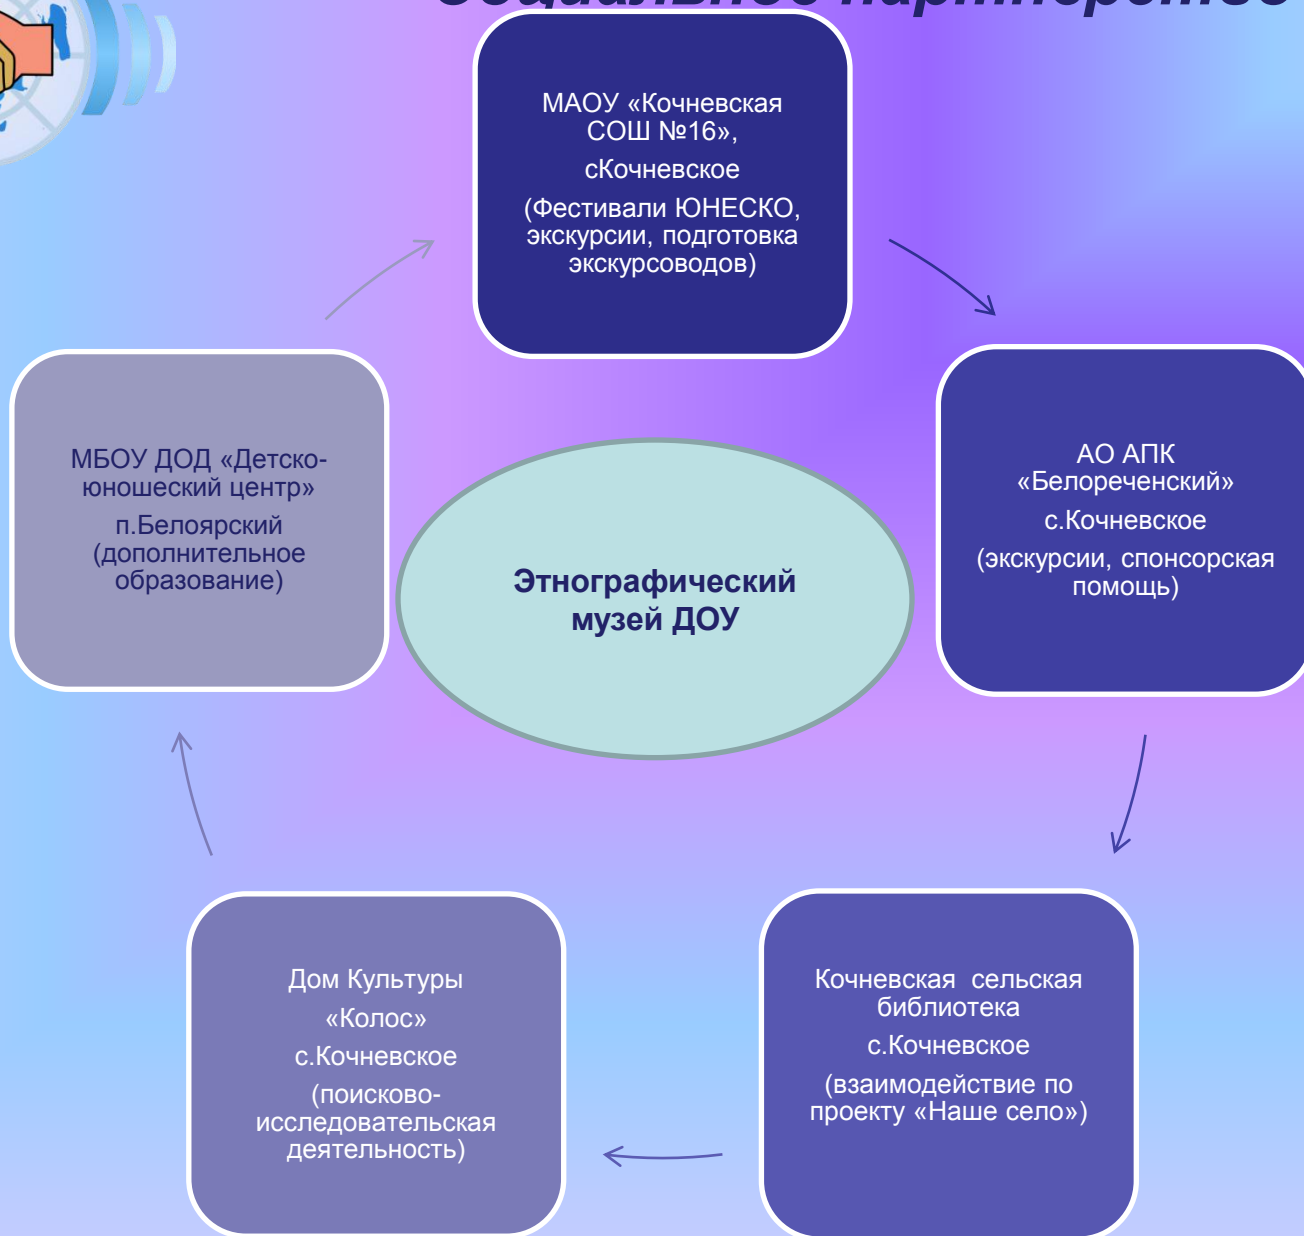 Социальное партнерство
МАОУ «Кочневская
СОШ №16»,
сКочневское
(Фестивали ЮНЕСКО,
экскурсии, подготовка
экскурсоводов)
АО АПК
«Белореченский»
с.Кочневское
(экскурсии, спонсорская
помощь)
Кочневская сельская
библиотека
с.Кочневское
(взаимодействие по
проекту «Наше село»)
Дом Культуры
«Колос»
с.Кочневское
(поисково-
исследовательская
деятельность)
МБОУ ДОД «Детско-
юношеский центр»
п.Белоярский
(дополнительное
образование)
Этнографический
музей ДОУ